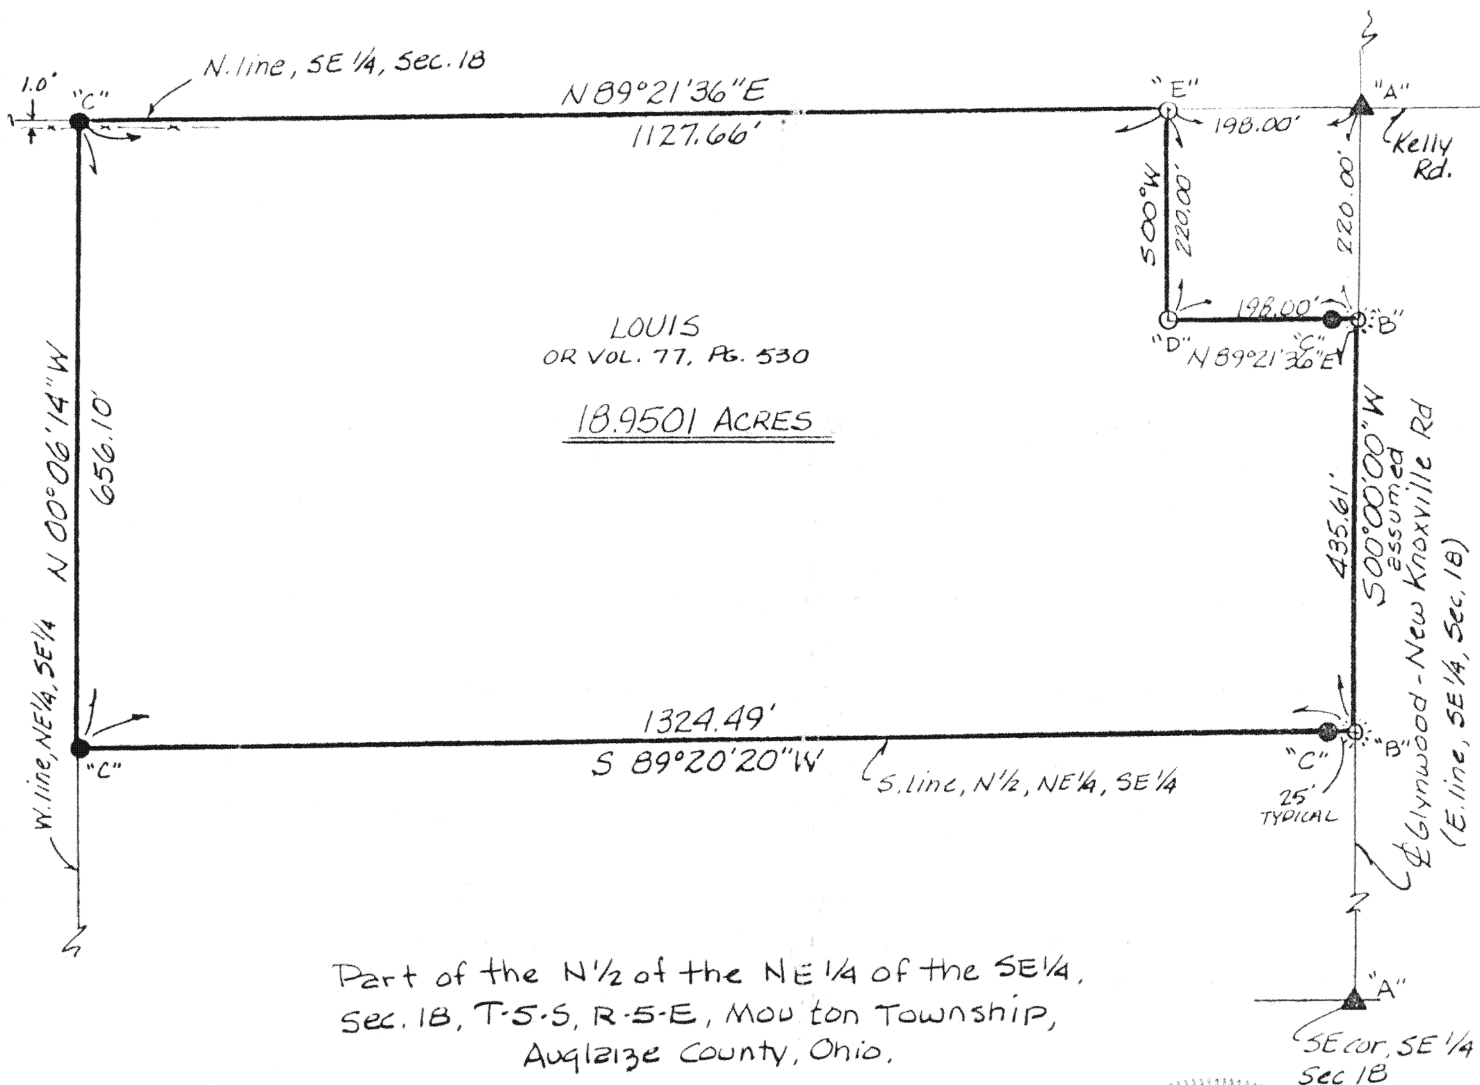 N. line, SE 1/4, Sec. 18
1.0'
"C"
N 89°21'36"E
1127.66'
"E"
198.00'
"A"
Kelly
Rd.
S00°W
220.00'
220.00'
198.00'
"D"
"C"
"B"
N 89°21'36"E
LOUIS
OR VOL. 77, PG. 530
18.9501 ACRES
N 00°06'14"W
656.10'
435.61'
S00°00'00"W
assumed
℄ Glynwood - New Knoxville Rd
(E. line, SE 1/4, Sec. 18)
W. line, NE 1/4, SE 1/4
"C"
1324.49'
S 89°20'20"W
S. line, N 1/2, NE 1/4, SE 1/4
"C"
"B"
25'
TYPICAL
Part of the N 1/2 of the NE 1/4 of the SE 1/4,
Sec. 18, T-5-S, R-5-E, Mou ton Township,
Auglaize County, Ohio.
"A"
SE cor, SE 1/4
Sec 18